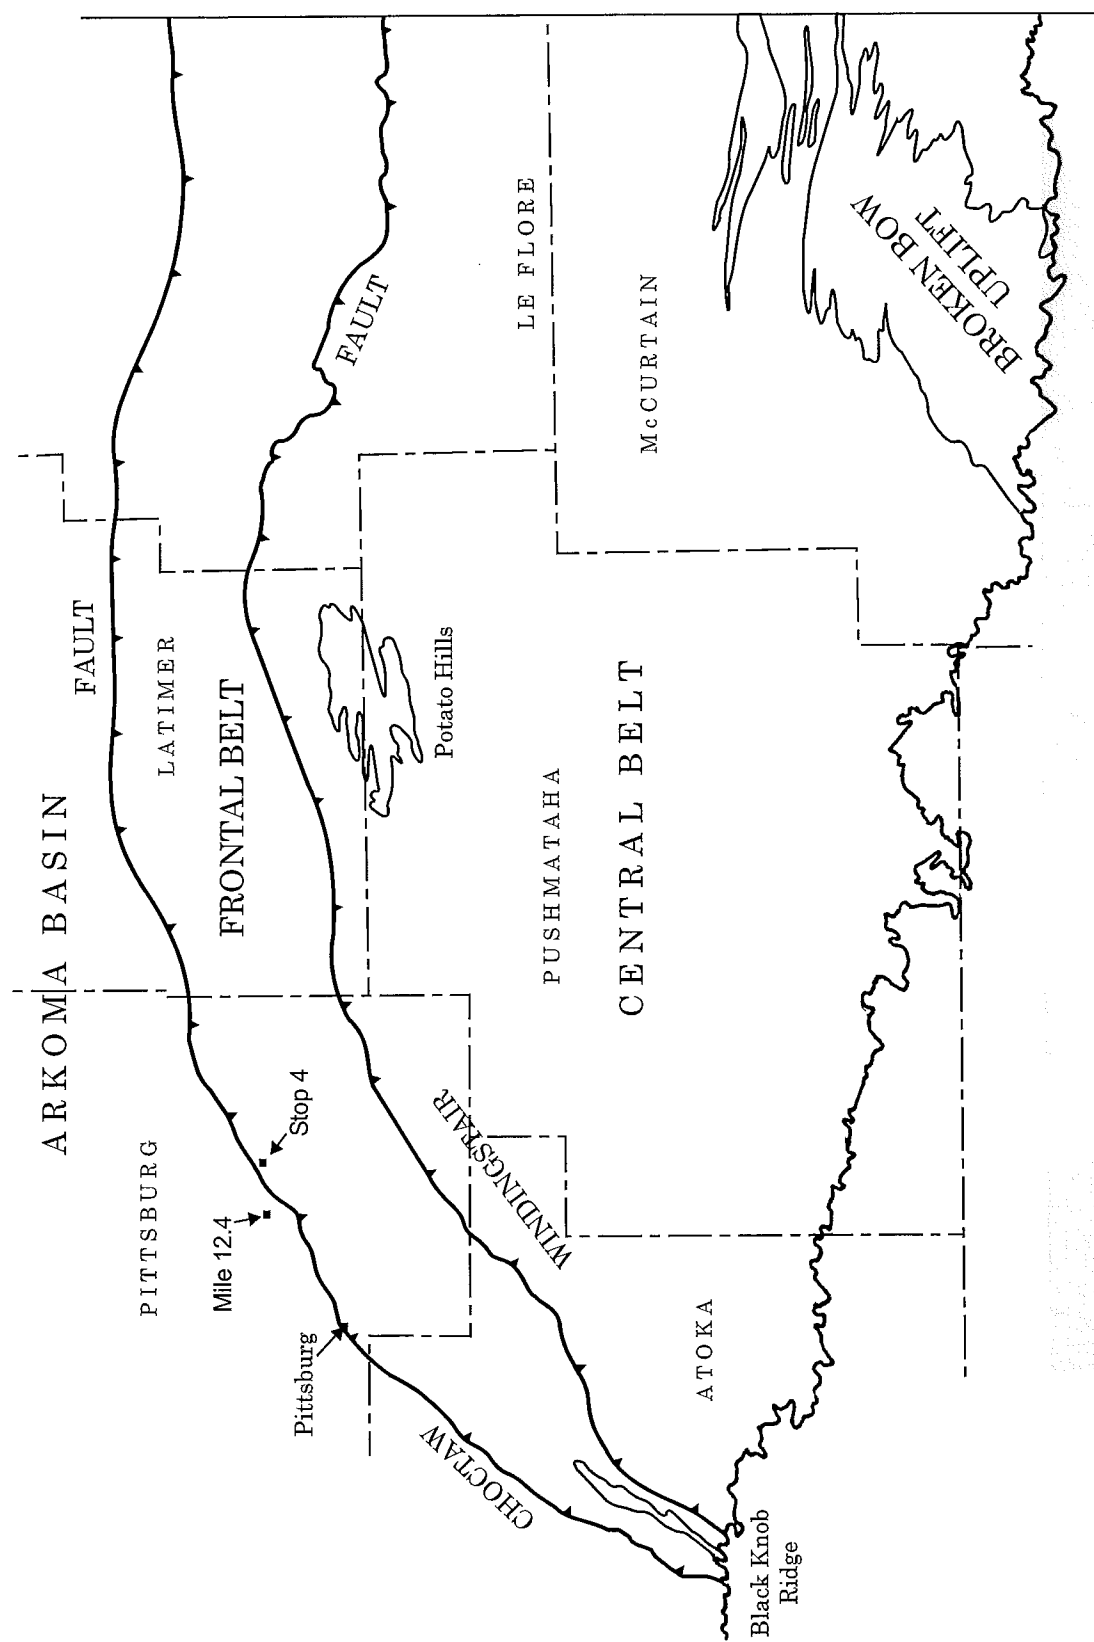 ARKOMA BASIN
PITTSBURG
LATIMER
FAULT
FRONTAL BELT
Mile 12.4
Stop 4
Pittsburg
CHOCTAW
FAULT
WINDINGSTAIR
Potato Hills
LE FLORE
PUSHMATAHA
McCURTAIN
CENTRAL BELT
ATOKA
BROKEN BOW
UPLIFT
Black Knob
Ridge